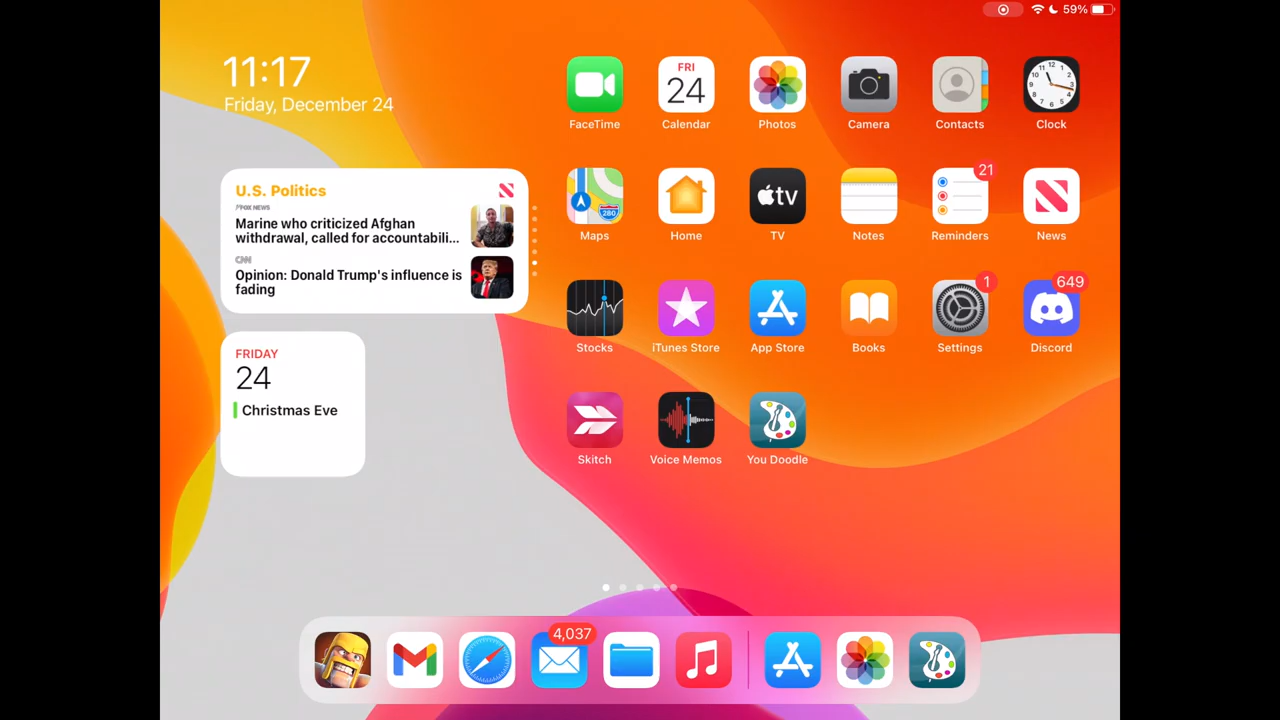 59%
11:17
Friday, December 24
U.S. Politics
FOX NEWS
Marine who criticized Afghan
withdrawal, called for accountabili...
CNN
Opinion: Donald Trump's influence is
fading
FRIDAY
24
Christmas Eve
FRI
24
FaceTime
Calendar
Photos
Camera
Contacts
Clock
280
tv
21
Maps
Home
TV
Notes
Reminders
News
1
649
Stocks
iTunes Store
App Store
Books
Settings
Discord
Skitch
Voice Memos
You Doodle
4,037